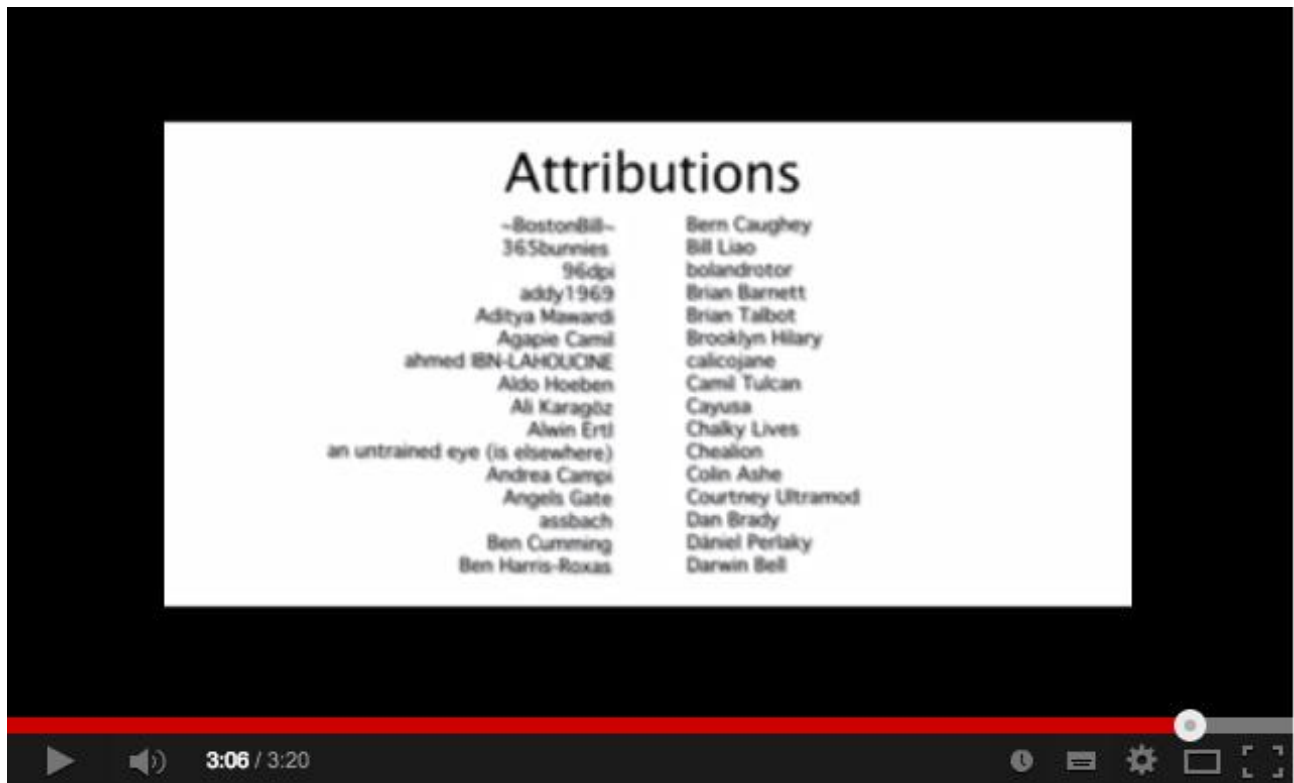 Attributions
~BostonBill~
365bunnies
96dpi
addy1969
Aditya Mawardi
Agapie Camil
ahmed IBN-LAHOUCINE
Aldo Hoeben
Ali Karagöz
Alwin Ertl
an untrained eye (is elsewhere)
Andrea Campi
Angels Gate
assbach
Ben Cumming
Ben Harris-Roxas
Bern Caughey
Bill Liao
bolandrotor
Brian Barnett
Brian Talbot
Brooklyn Hilary
calicojane
Camil Tulcan
Cayusa
Chalky Lives
Chealion
Colin Ashe
Courtney Ultramod
Dan Brady
Dániel Perlaky
Darwin Bell
3:06 / 3:20